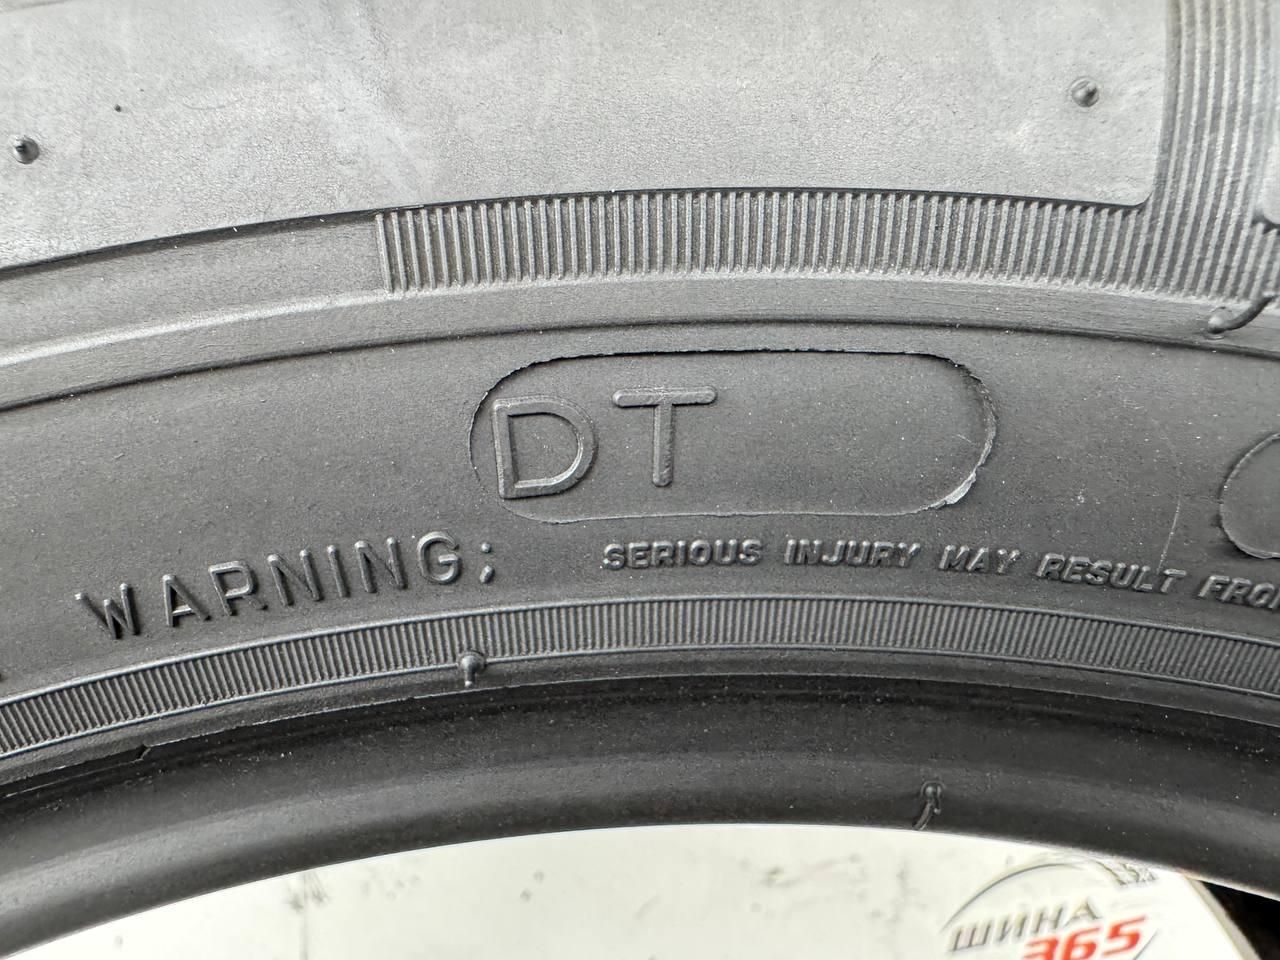 DT
WARNING; SERIOUS INJURY MAY RESULT FROM
ШИНА
365